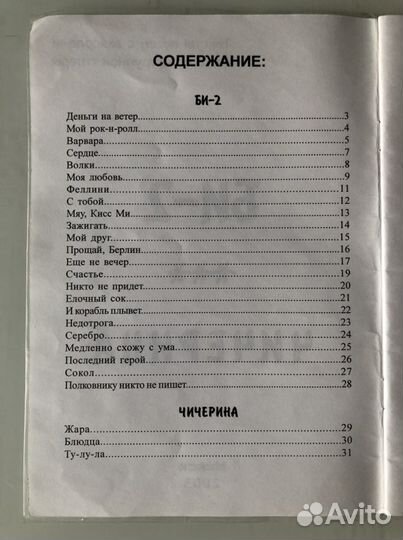 СОДЕРЖАНИЕ:
БИ-2
Деньги на ветер............3
Мой рок-н-ролл............4
Варвара............5
Сердце............7
Волки............8
Моя любовь............9
Феллини............11
С тобой............12
Мяу, Кисс Ми............13
Зажигать............14
Мой друг............15
Прощай, Берлин............16
Еще не вечер............17
Счастье............19
Никто не придет............20
Елочный сок............21
И корабль плывет............22
Недотрога............23
Серебро............24
Медленно схожу с ума............25
Последний герой............26
Сокол............27
Полковнику никто не пишет............28
ЧИЧЕРИНА
Жара............29
Блюдца............30
Ту-лу-ла............31
Avito